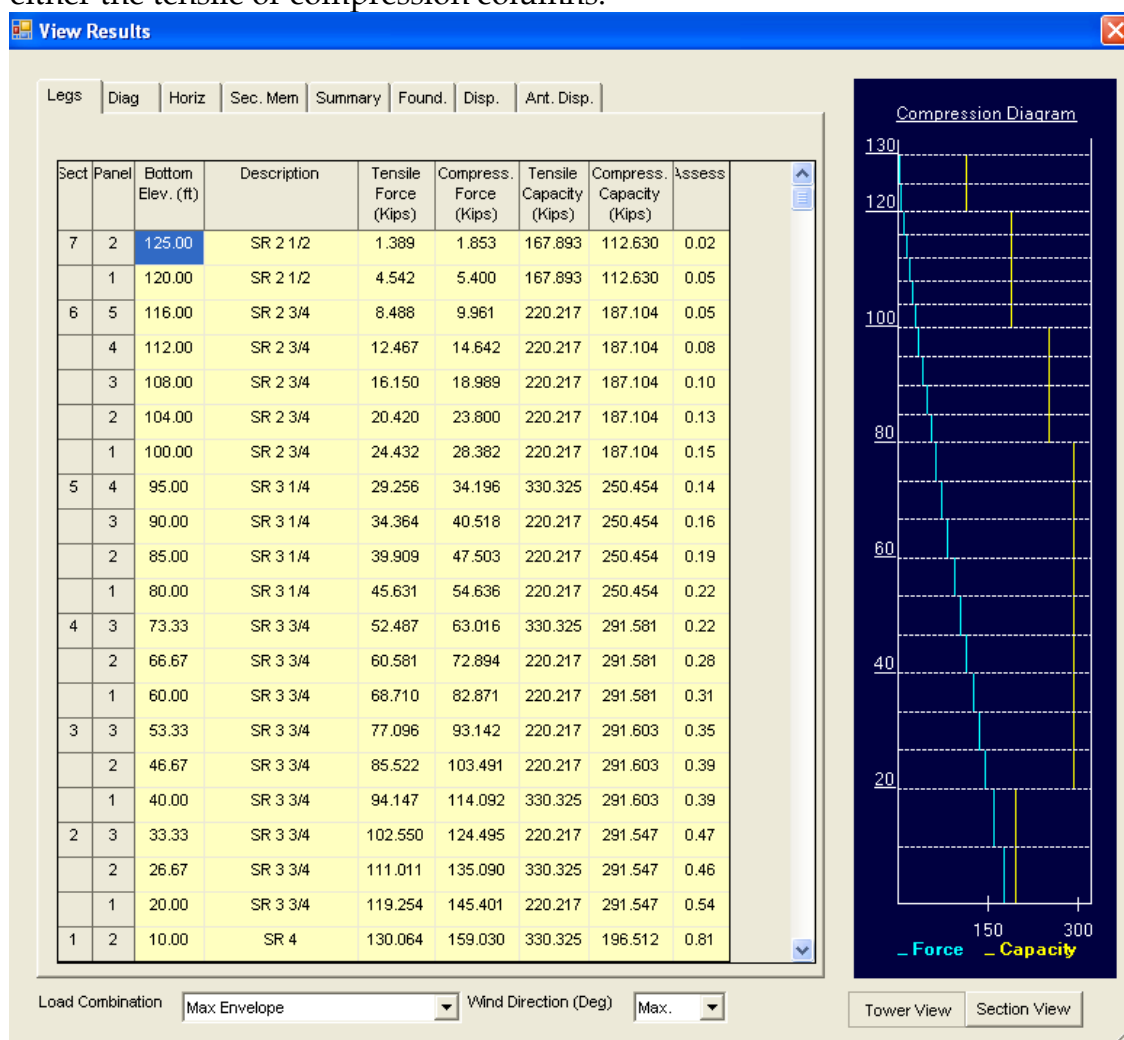 either the tensile or compression columns.
View Results
Legs Diag Horiz Sec. Mem Summary Found. Disp. Ant. Disp.
Sect Panel Bottom Elev. (ft) Description Tensile Force (Kips) Compress. Force (Kips) Tensile Capacity (Kips) Compress. Capacity (Kips) Assess
7 2 125.00 SR 2 1/2 1.389 1.853 167.893 112.630 0.02
1 120.00 SR 2 1/2 4.542 5.400 167.893 112.630 0.05
6 5 116.00 SR 2 3/4 8.488 9.961 220.217 187.104 0.05
4 112.00 SR 2 3/4 12.467 14.642 220.217 187.104 0.08
3 108.00 SR 2 3/4 16.150 18.989 220.217 187.104 0.10
2 104.00 SR 2 3/4 20.420 23.800 220.217 187.104 0.13
1 100.00 SR 2 3/4 24.432 28.382 220.217 187.104 0.15
5 4 95.00 SR 3 1/4 29.256 34.196 330.325 250.454 0.14
3 90.00 SR 3 1/4 34.364 40.518 220.217 250.454 0.16
2 85.00 SR 3 1/4 39.909 47.503 220.217 250.454 0.19
1 80.00 SR 3 1/4 45.631 54.636 220.217 250.454 0.22
4 3 73.33 SR 3 3/4 52.487 63.016 330.325 291.581 0.22
2 66.67 SR 3 3/4 60.581 72.894 220.217 291.581 0.28
1 60.00 SR 3 3/4 68.710 82.871 220.217 291.581 0.31
3 3 53.33 SR 3 3/4 77.096 93.142 220.217 291.603 0.35
2 46.67 SR 3 3/4 85.522 103.491 220.217 291.603 0.39
1 40.00 SR 3 3/4 94.147 114.092 330.325 291.603 0.39
2 3 33.33 SR 3 3/4 102.550 124.495 220.217 291.547 0.47
2 26.67 SR 3 3/4 111.011 135.090 330.325 291.547 0.46
1 20.00 SR 3 3/4 119.254 145.401 220.217 291.547 0.54
1 2 10.00 SR 4 130.064 159.030 330.325 196.512 0.81
Load Combination Max Envelope Wind Direction (Deg) Max.
Compression Diagram
130
120
100
80
60
40
20
150 300
Force Capacity
Tower View Section View